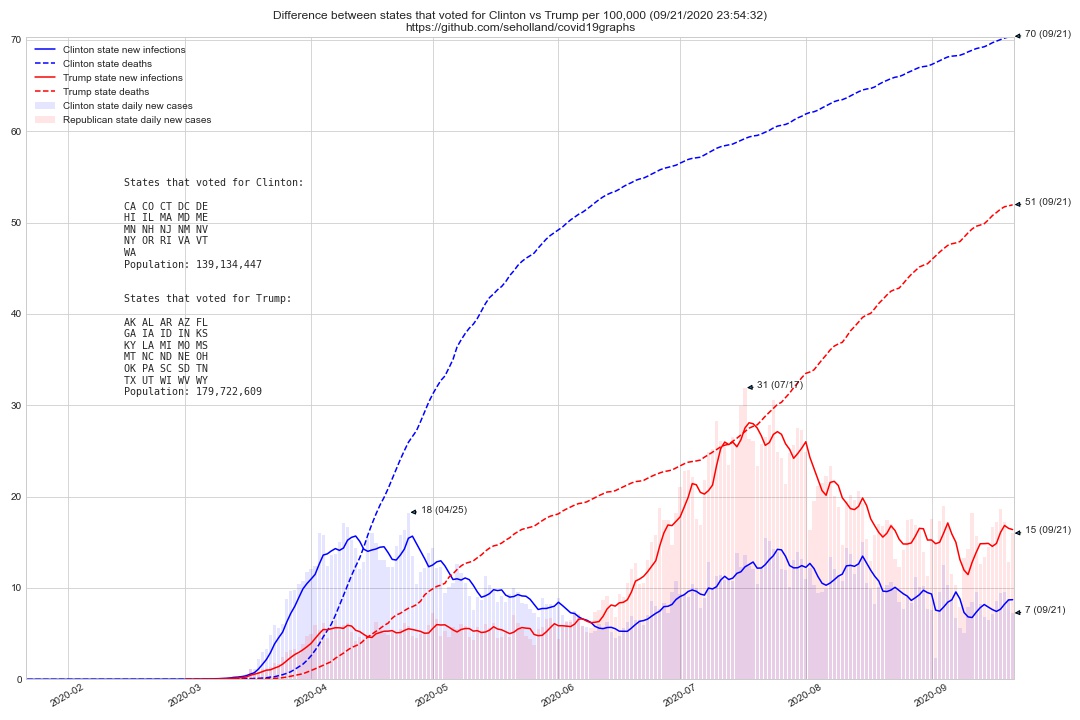 Difference between states that voted for Clinton vs Trump per 100,000 (09/21/2020 23:54:32)
https://github.com/seholland/covid19graphs
Clinton state new infections
Clinton state deaths
Trump state new infections
Trump state deaths
Clinton state daily new cases
Republican state daily new cases
States that voted for Clinton:
CA CO CT DC DE
HI IL MA MD ME
MN NH NJ NM NV
NY OR RI VA VT
WA
Population: 139,134,447
States that voted for Trump:
AK AL AR AZ FL
GA IA ID IN KS
KY LA MI MO MS
MT NC ND NE OH
OK PA SC SD TN
TX UT WI WV WY
Population: 179,722,609
70 (09/21)
51 (09/21)
31 (07/17)
18 (04/25)
15 (09/21)
7 (09/21)
70
60
50
40
30
20
10
0
2020-02
2020-03
2020-04
2020-05
2020-06
2020-07
2020-08
2020-09